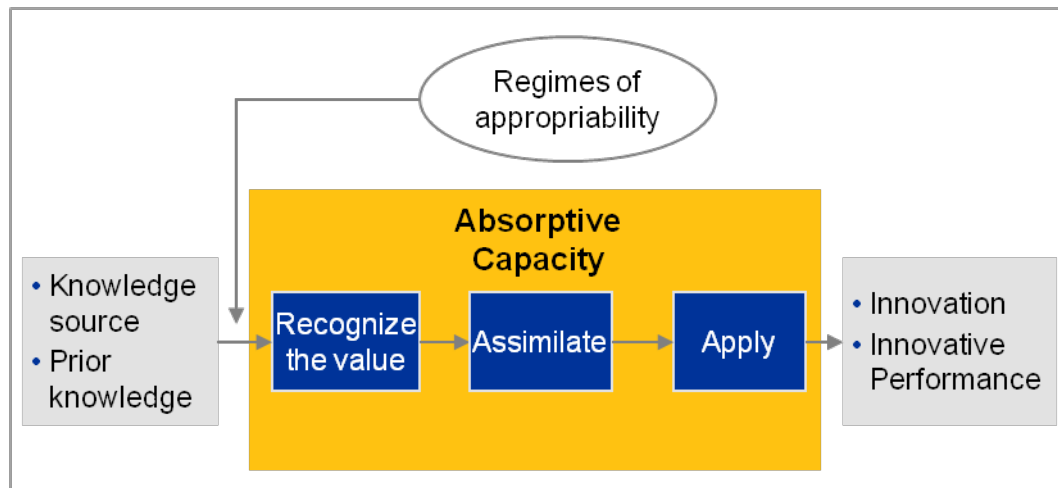 Regimes of
appropriability
Absorptive
Capacity
• Knowledge
source
• Prior
knowledge
Recognize
the value
Assimilate
Apply
• Innovation
• Innovative
Performance